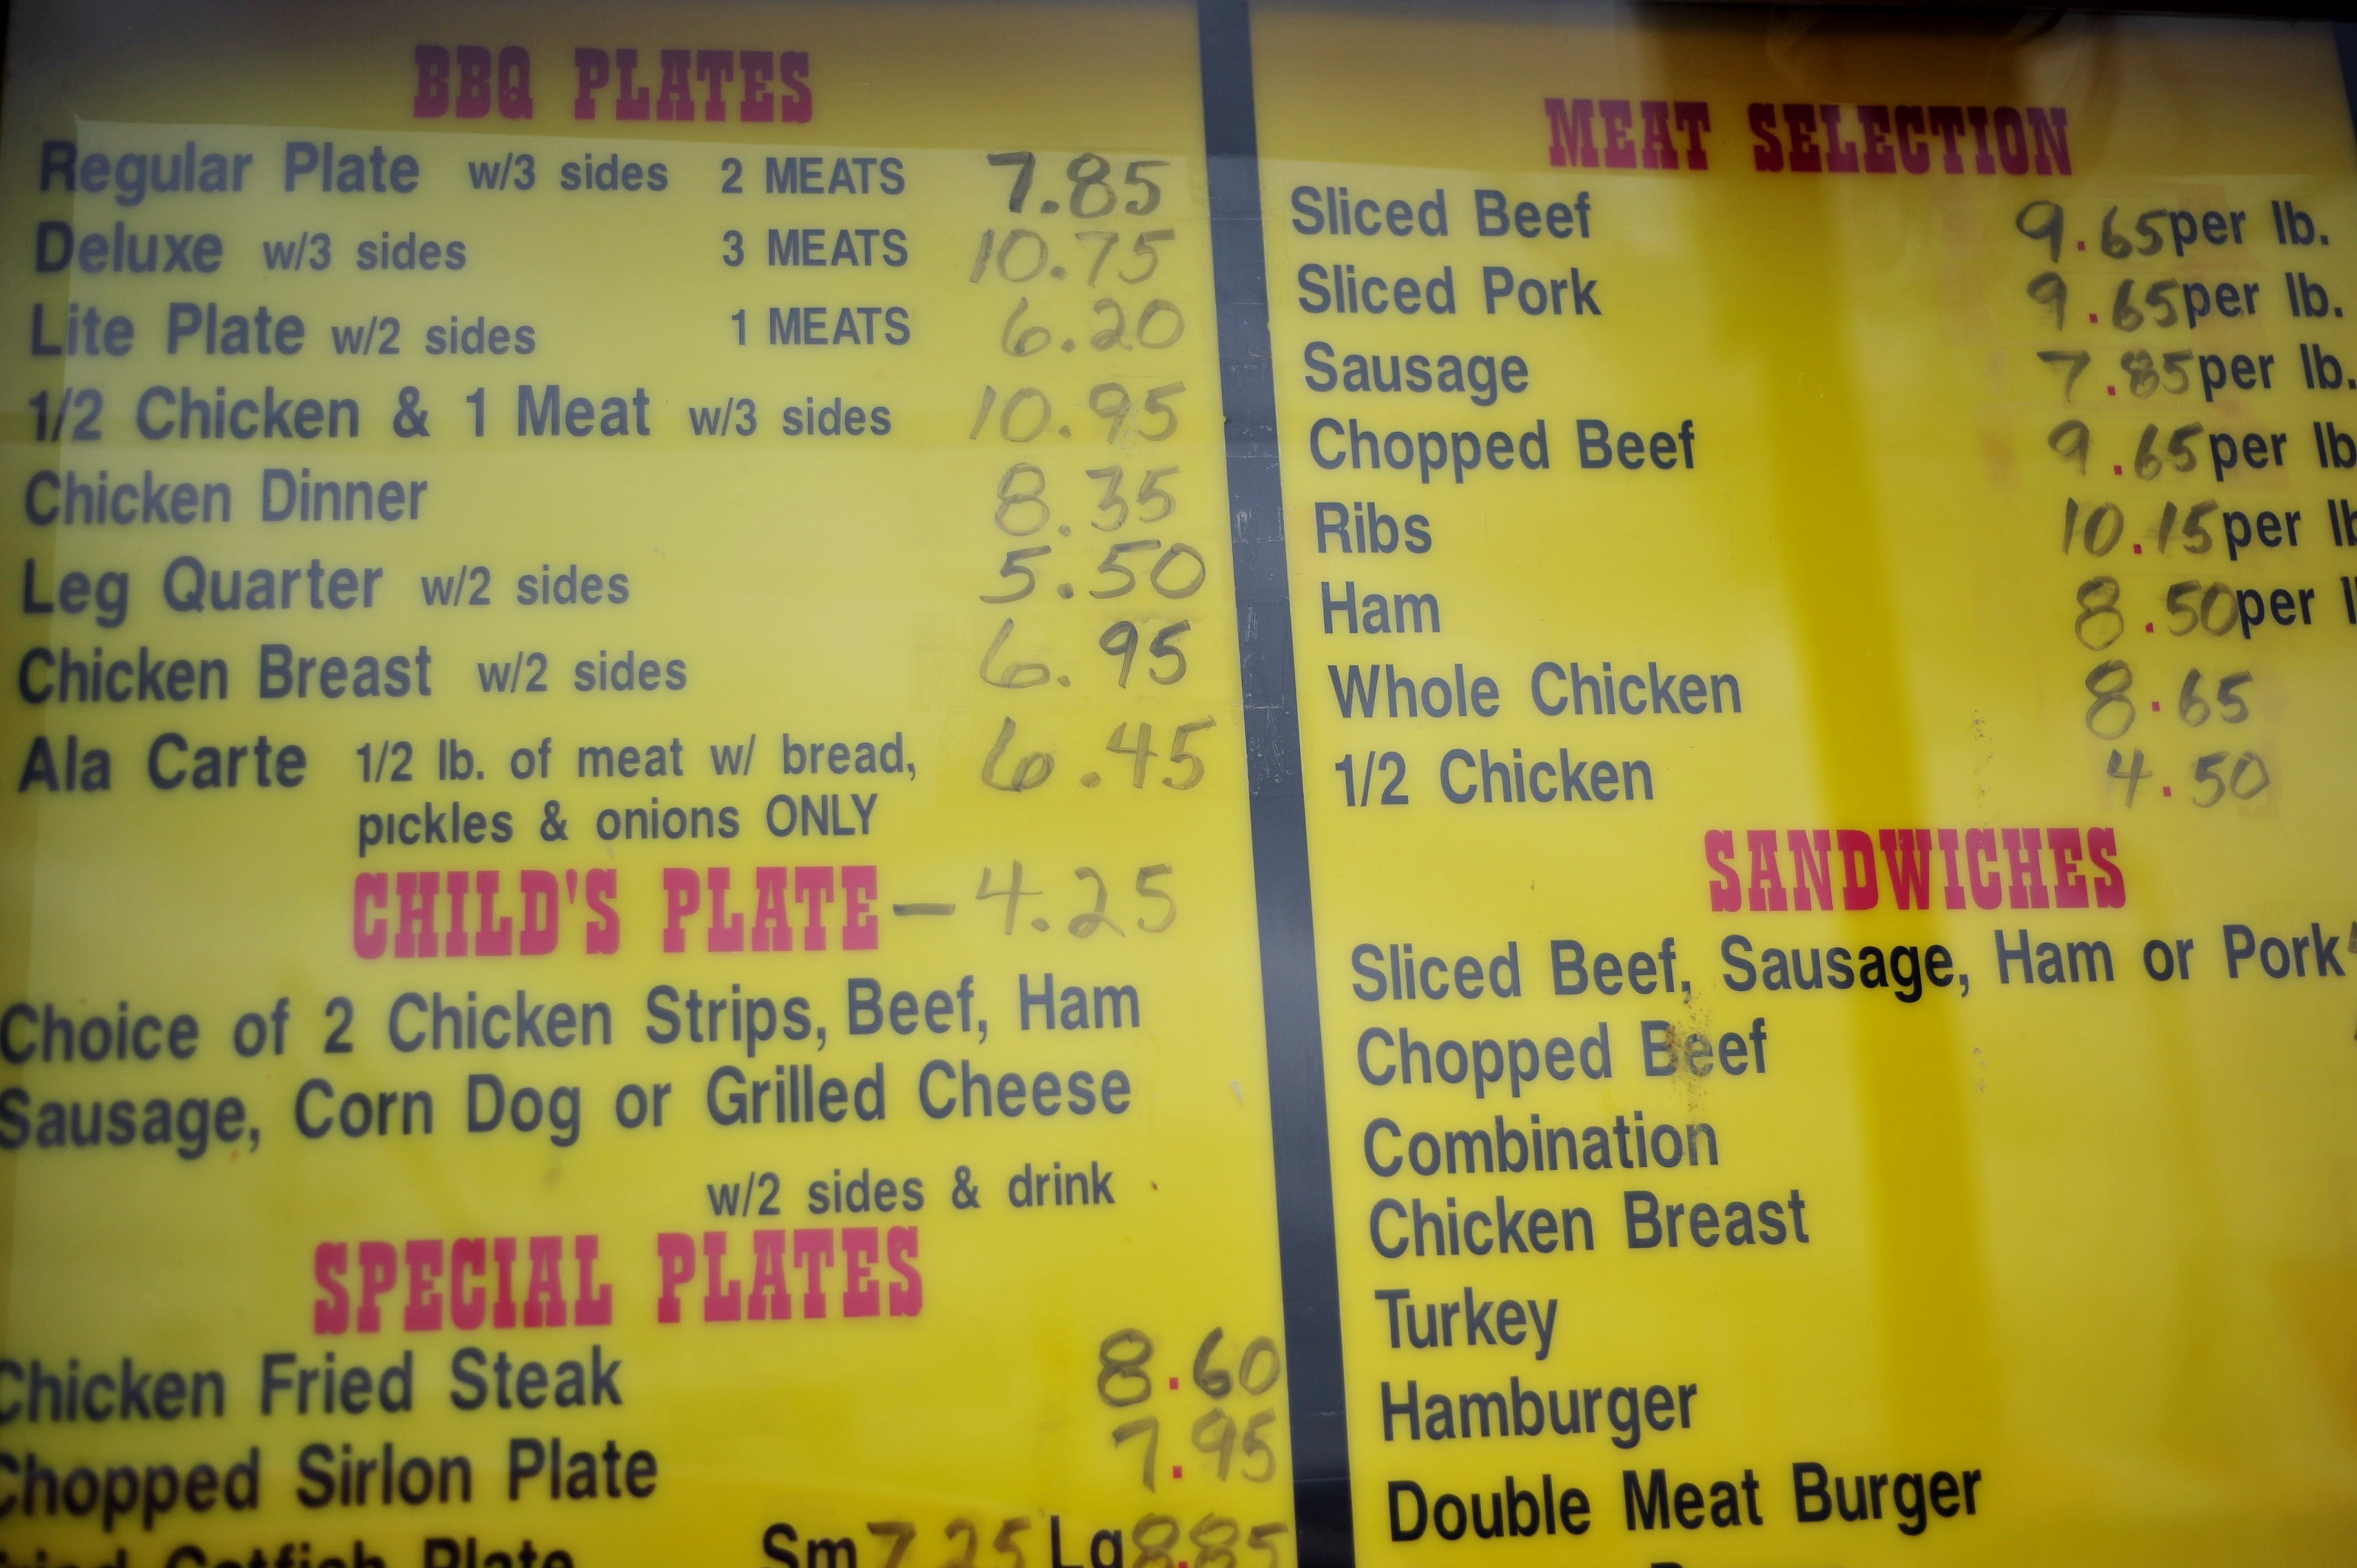 BBQ PLATES
Regular Plate w/3 sides 2 MEATS 7.85
Deluxe w/3 sides 3 MEATS 10.75
Lite Plate w/2 sides 1 MEATS 6.20
1/2 Chicken & 1 Meat w/3 sides 10.95
Chicken Dinner 8.35
Leg Quarter w/2 sides 5.50
Chicken Breast w/2 sides 6.95
Ala Carte 1/2 lb. of meat w/ bread, 6.45
pickles & onions ONLY
CHILD'S PLATE — 4.25
Choice of 2 Chicken Strips, Beef, Ham
Sausage, Corn Dog or Grilled Cheese
w/2 sides & drink
SPECIAL PLATES
Chicken Fried Steak 8.60
Chopped Sirlon Plate 7.95
Plate Sm 7.25 Lg 8.85
MEAT SELECTION
Sliced Beef 9.65 per lb.
Sliced Pork 9.65 per lb.
Sausage 7.85 per lb.
Chopped Beef 9.65 per lb
Ribs 10.15 per lb
Ham 8.50 per l
Whole Chicken 8.65
1/2 Chicken 4.50
SANDWICHES
Sliced Beef, Sausage, Ham or Pork
Chopped Beef
Combination
Chicken Breast
Turkey
Hamburger
Double Meat Burger